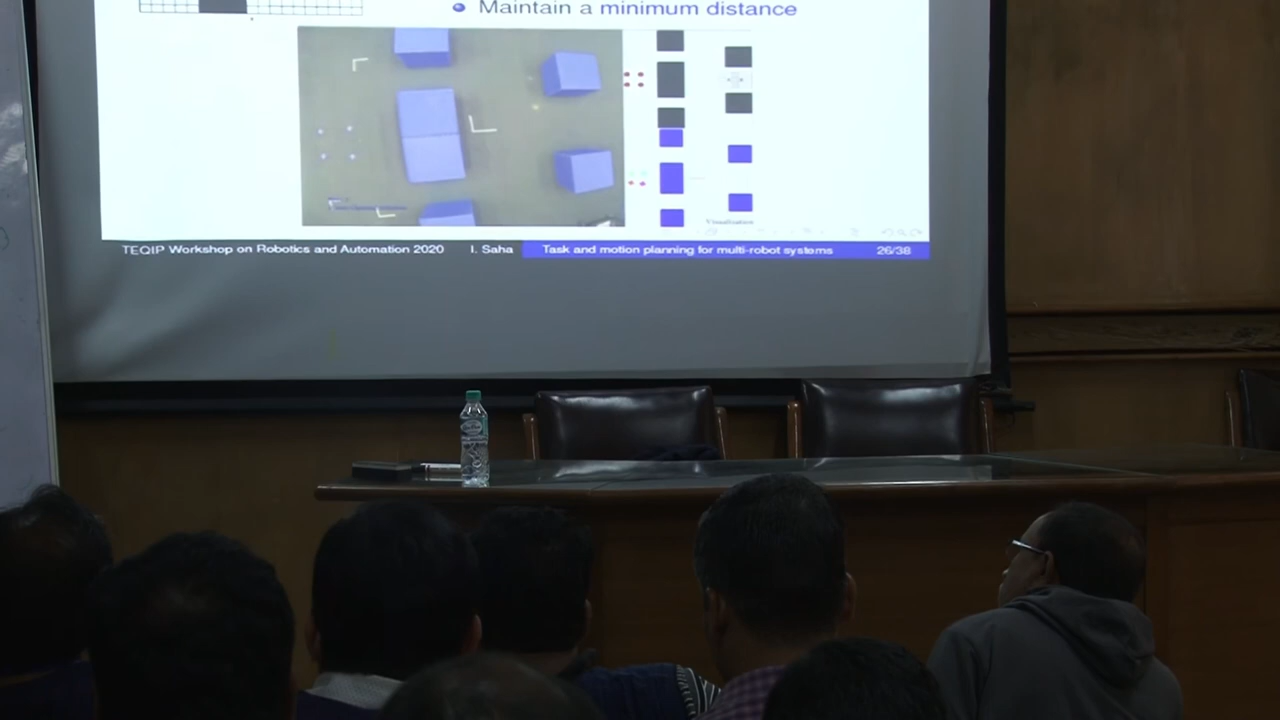 Maintain a minimum distance
Visualization
TEQIP Workshop on Robotics and Automation 2020 I. Saha Task and motion planning for multi-robot systems 26/38